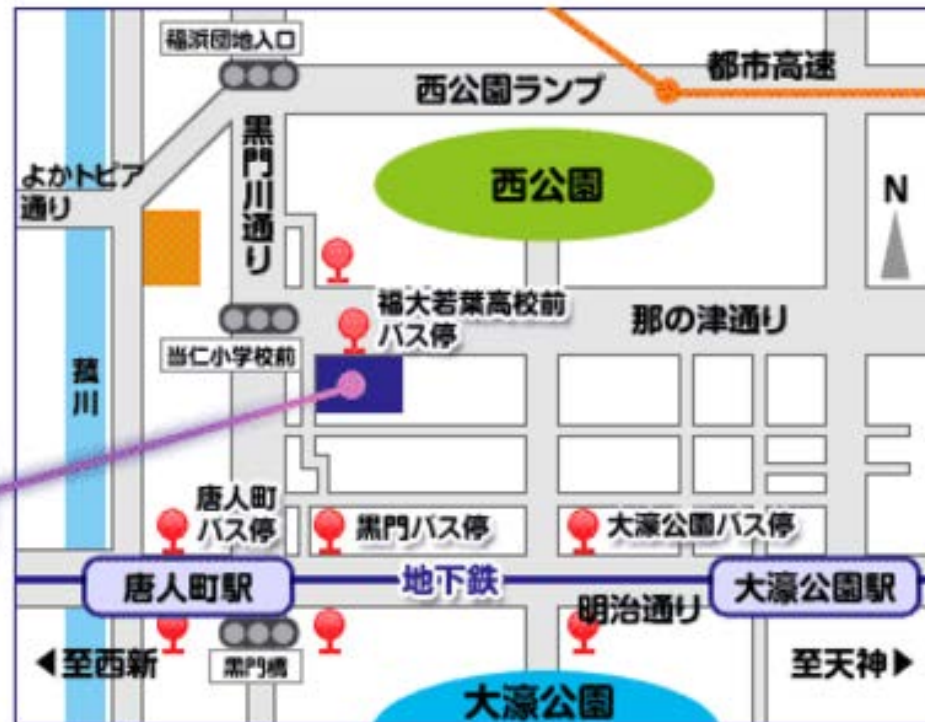 福浜団地入口
都市高速
西公園ランプ
よかトピア
通り
黒門川通り
西公園
N
福大若葉高校前
バス停
那の津通り
当仁小学校前
菰川
唐人町
バス停
黒門バス停
大濠公園バス停
唐人町駅
地下鉄
大濠公園駅
明治通り
◀至西新
黒門橋
至天神▶
大濠公園